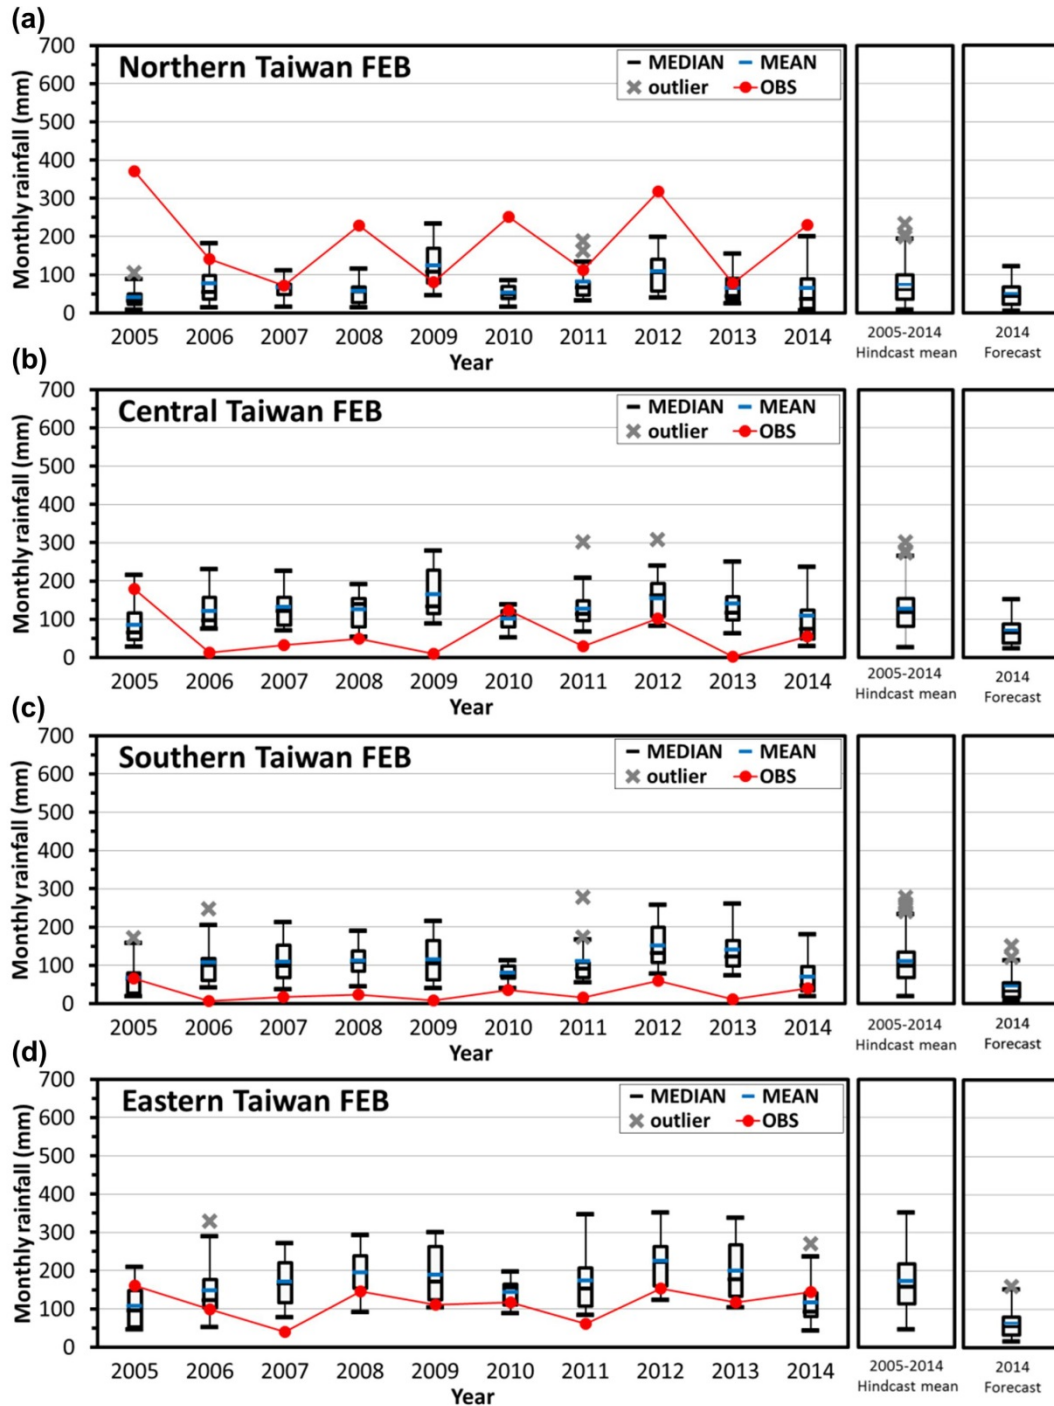 (a)
Northern Taiwan FEB
MEDIAN MEAN
outlier OBS
Monthly rainfall (mm)
700
600
500
400
300
200
100
0
2005 2006 2007 2008 2009 2010 2011 2012 2013 2014
Year
2005-2014
Hindcast mean
2014
Forecast
(b)
Central Taiwan FEB
MEDIAN MEAN
outlier OBS
Monthly rainfall (mm)
700
600
500
400
300
200
100
0
2005 2006 2007 2008 2009 2010 2011 2012 2013 2014
Year
2005-2014
Hindcast mean
2014
Forecast
(c)
Southern Taiwan FEB
MEDIAN MEAN
outlier OBS
Monthly rainfall (mm)
700
600
500
400
300
200
100
0
2005 2006 2007 2008 2009 2010 2011 2012 2013 2014
Year
2005-2014
Hindcast mean
2014
Forecast
(d)
Eastern Taiwan FEB
MEDIAN MEAN
outlier OBS
Monthly rainfall (mm)
700
600
500
400
300
200
100
0
2005 2006 2007 2008 2009 2010 2011 2012 2013 2014
Year
2005-2014
Hindcast mean
2014
Forecast